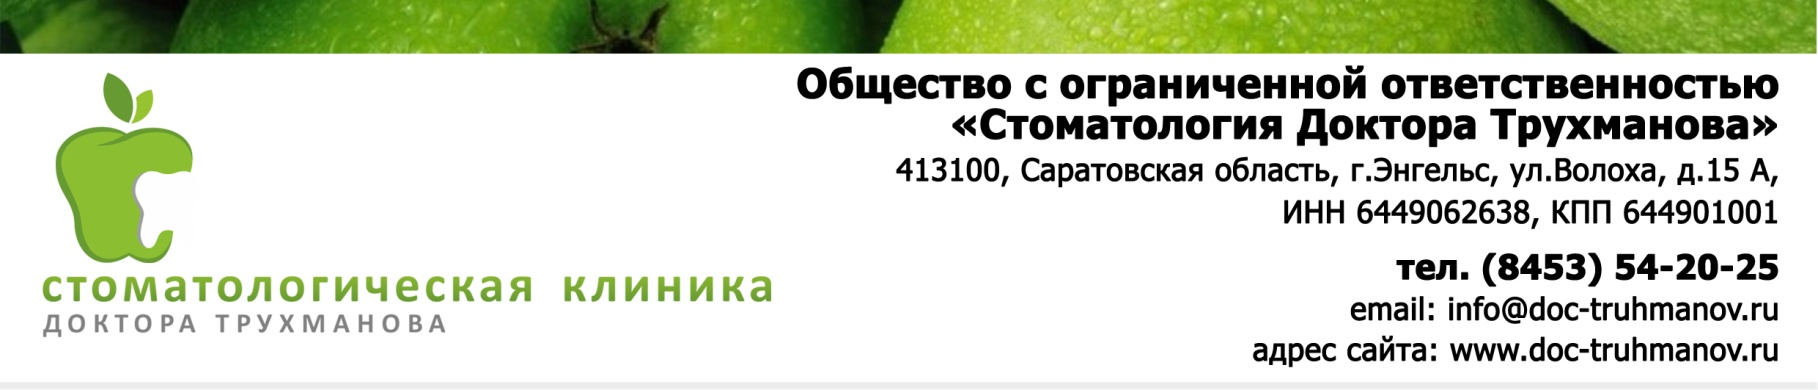 Общество с ограниченной ответственностью
«Стоматология Доктора Трухманова»
413100, Саратовская область, г.Энгельс, ул.Волоха, д.15 А,
ИНН 6449062638, КПП 644901001
тел. (8453) 54-20-25
email: info@doc-truhmanov.ru
адрес сайта: www.doc-truhmanov.ru
стоматологическая клиника
ДОКТОРА ТРУХМАНОВА